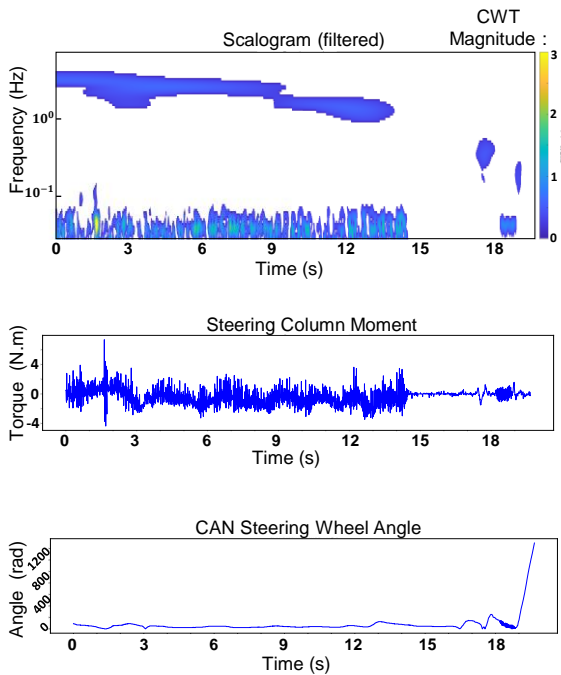 CWT
Scalogram (filtered) Magnitude :
3
2
1
0
Frequency (Hz)
10⁰
10⁻¹
0 3 6 9 12 15 18
Time (s)
Steering Column Moment
Torque (N.m)
4
0
-4
0 3 6 9 12 15 18
Time (s)
CAN Steering Wheel Angle
Angle (rad)
1200
800
400
0
0 3 6 9 12 15 18
Time (s)